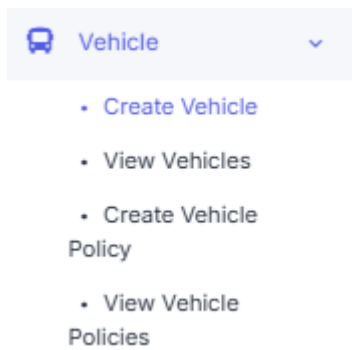 Vehicle
• Create Vehicle
• View Vehicles
• Create Vehicle
Policy
• View Vehicle
Policies